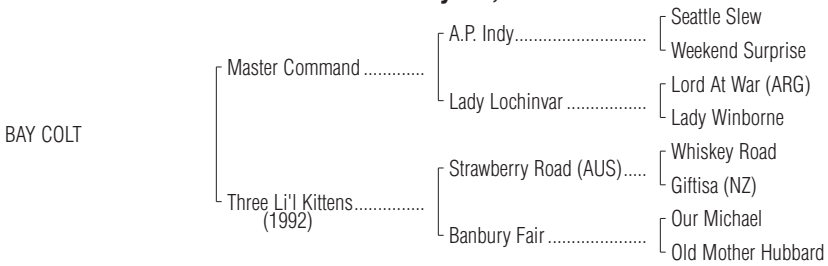 Seattle Slew
A.P. Indy
Weekend Surprise
Master Command
Lord At War (ARG)
Lady Lochinvar
Lady Winborne
BAY COLT
Whiskey Road
Strawberry Road (AUS)
Giftisa (NZ)
Three Li'l Kittens
(1992)
Our Michael
Banbury Fair
Old Mother Hubbard